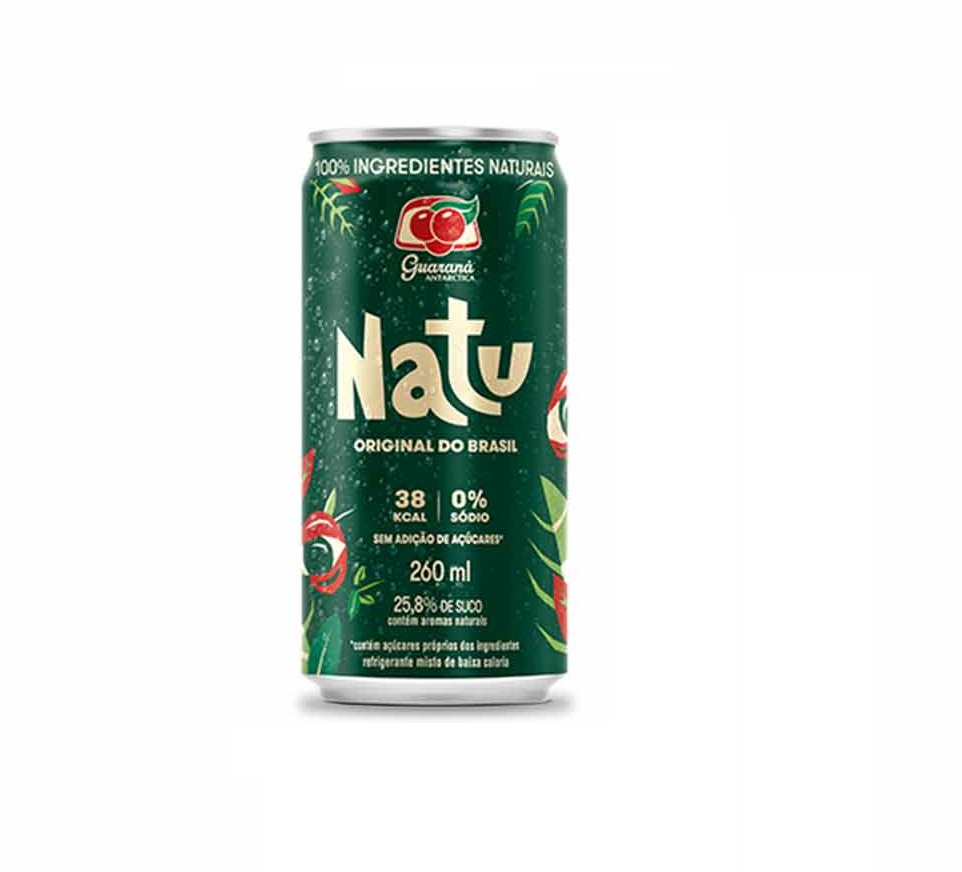 100% INGREDIENTES NATURAIS
Guaraná
ANTARCTICA
Natu
ORIGINAL DO BRASIL
38 KCAL | 0% SÓDIO
SEM ADIÇÃO DE AÇÚCARES*
260 ml
25,8% DE SUCO
contém aromas naturais
*contém açúcares próprios dos ingredientes
refrigerante misto de baixa caloria